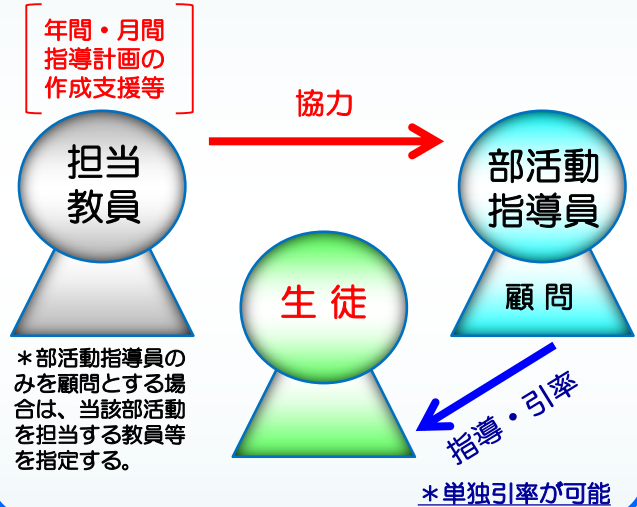 年間・月間
指導計画の
作成支援等
協力
担当
教員
部活動
指導員
顧問
生徒
＊部活動指導員の
みを顧問とする場
合は、当該部活動
を担当する教員等
を指定する。
指導・引率
＊単独引率が可能